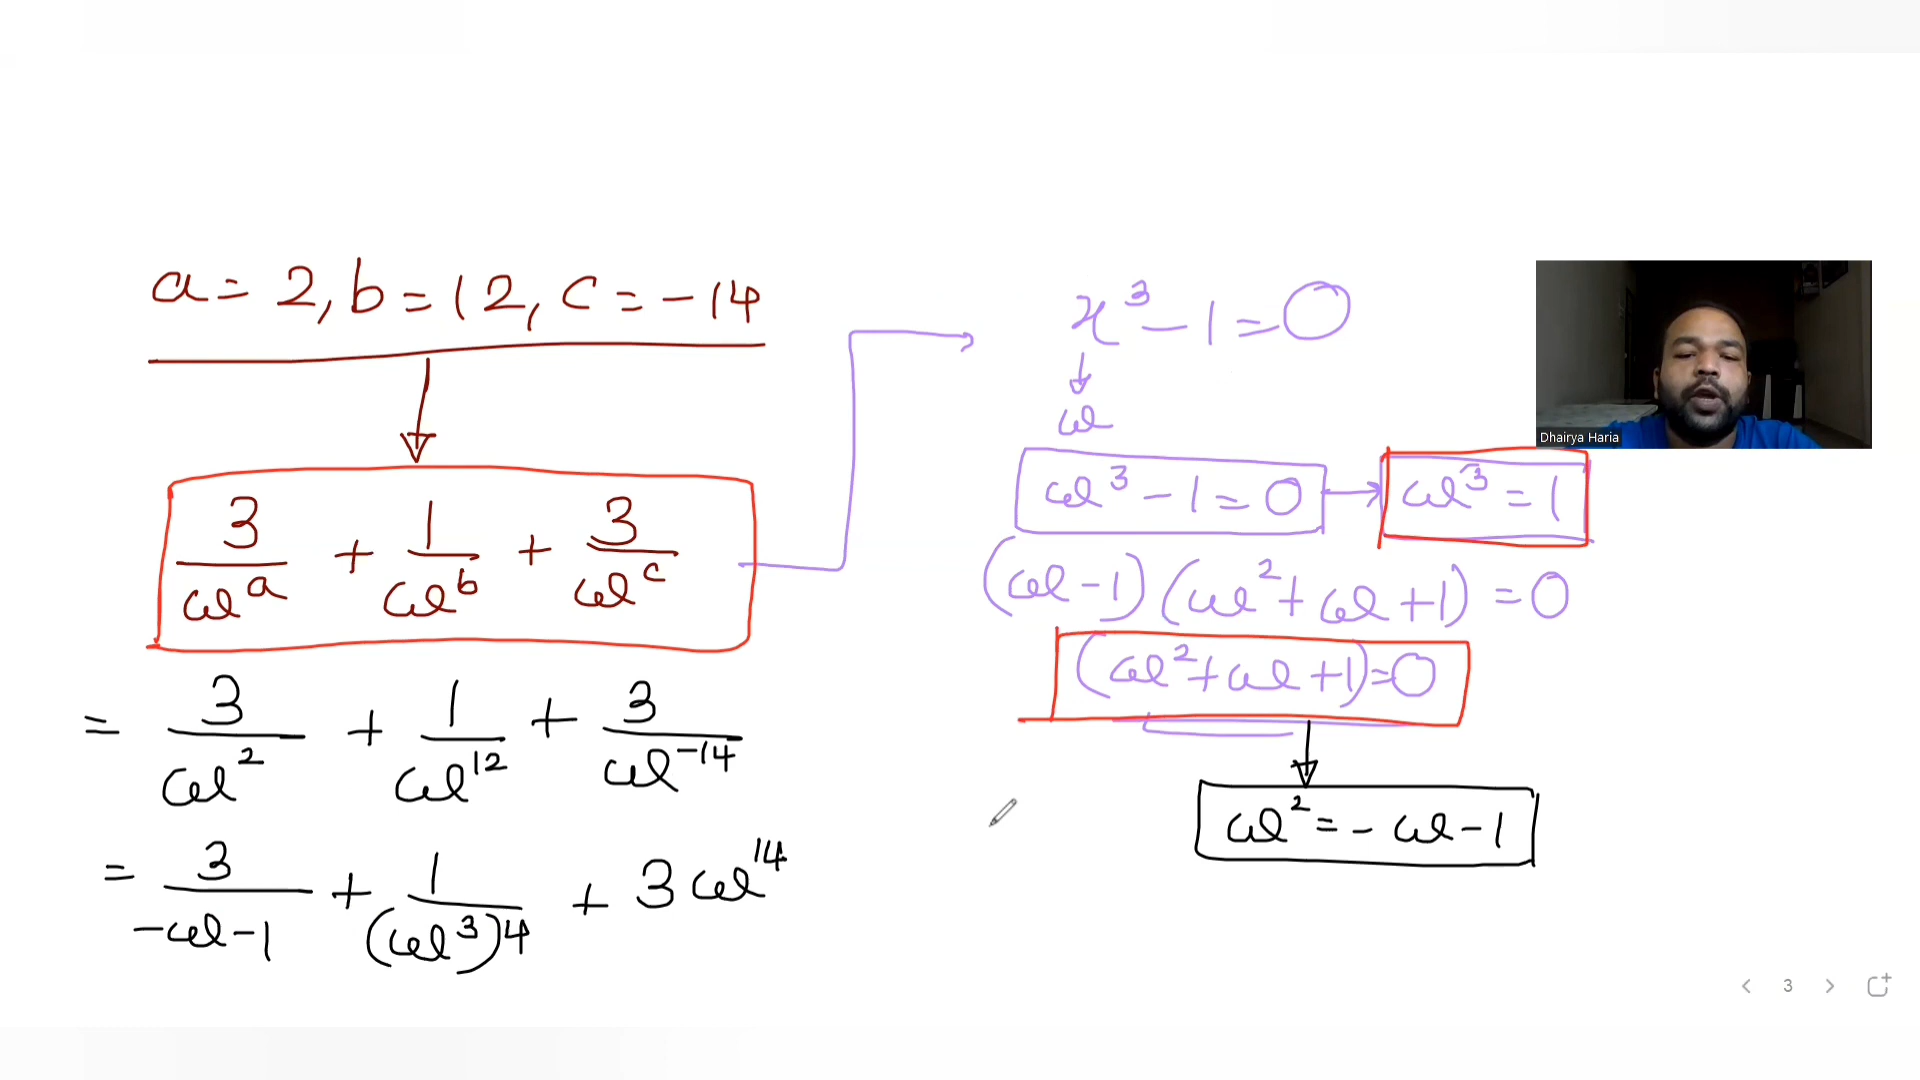 a = 2, b = 12, c = -14
3/ω^a + 1/ω^b + 3/ω^c
= 3/ω^2 + 1/ω^12 + 3/ω^-14
= 3/(-ω-1) + 1/(ω^3)^4 + 3ω^14
x^3 - 1 = 0
↓
ω
ω^3 - 1 = 0 → ω^3 = 1
(ω-1)(ω^2+ω+1) = 0
(ω^2+ω+1)=0
ω^2 = -ω-1
Dhairya Haria
< 3 >